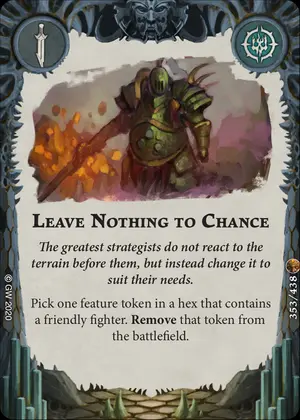 LEAVE NOTHING TO CHANCE
The greatest strategists do not react to the
terrain before them, but instead change it to
suit their needs.
Pick one feature token in a hex that contains
a friendly fighter. Remove that token from
the battlefield.
© GW 2020
353/438